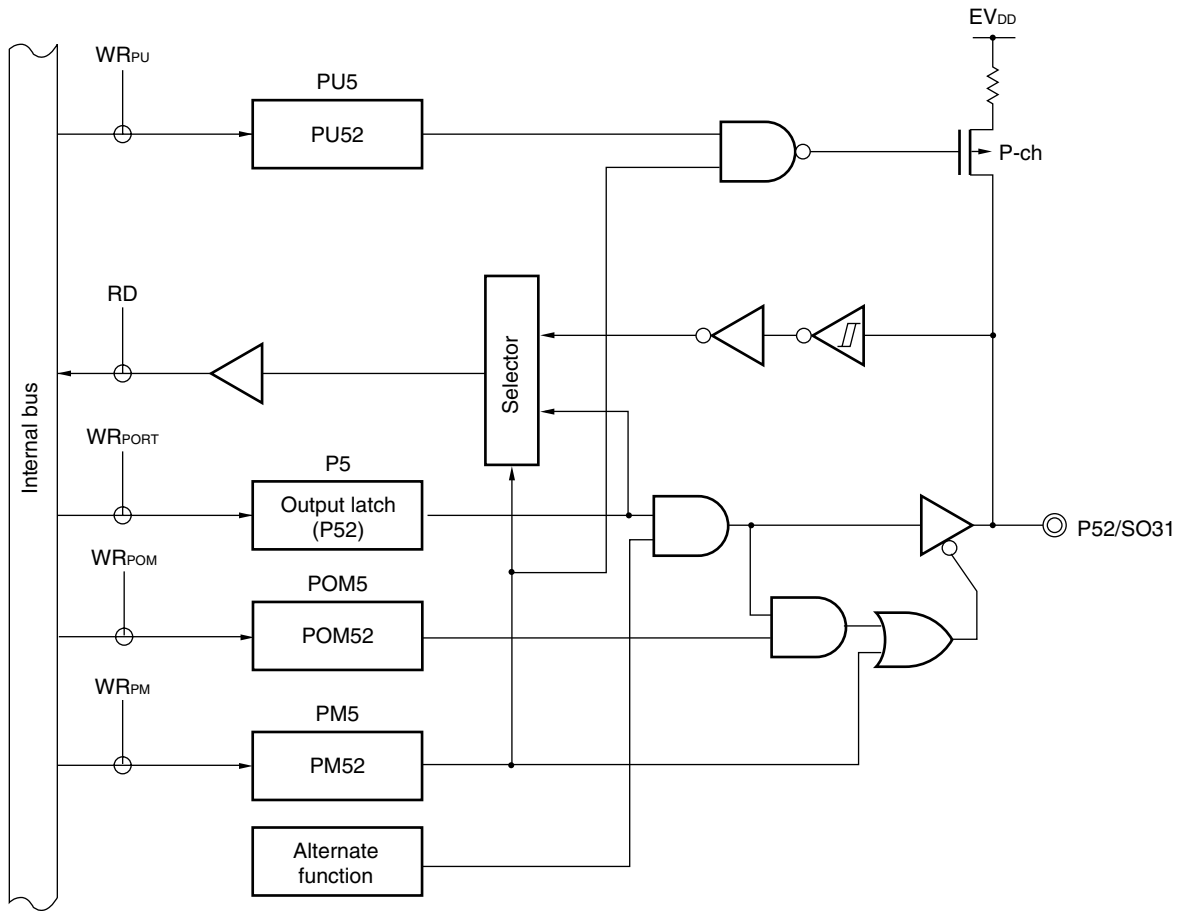 EVDD
WRPU
PU5
PU52
P-ch
RD
Selector
Internal bus
WRPORT
P5
Output latch
(P52)
P52/SO31
WRPOM
POM5
POM52
WRPM
PM5
PM52
Alternate
function